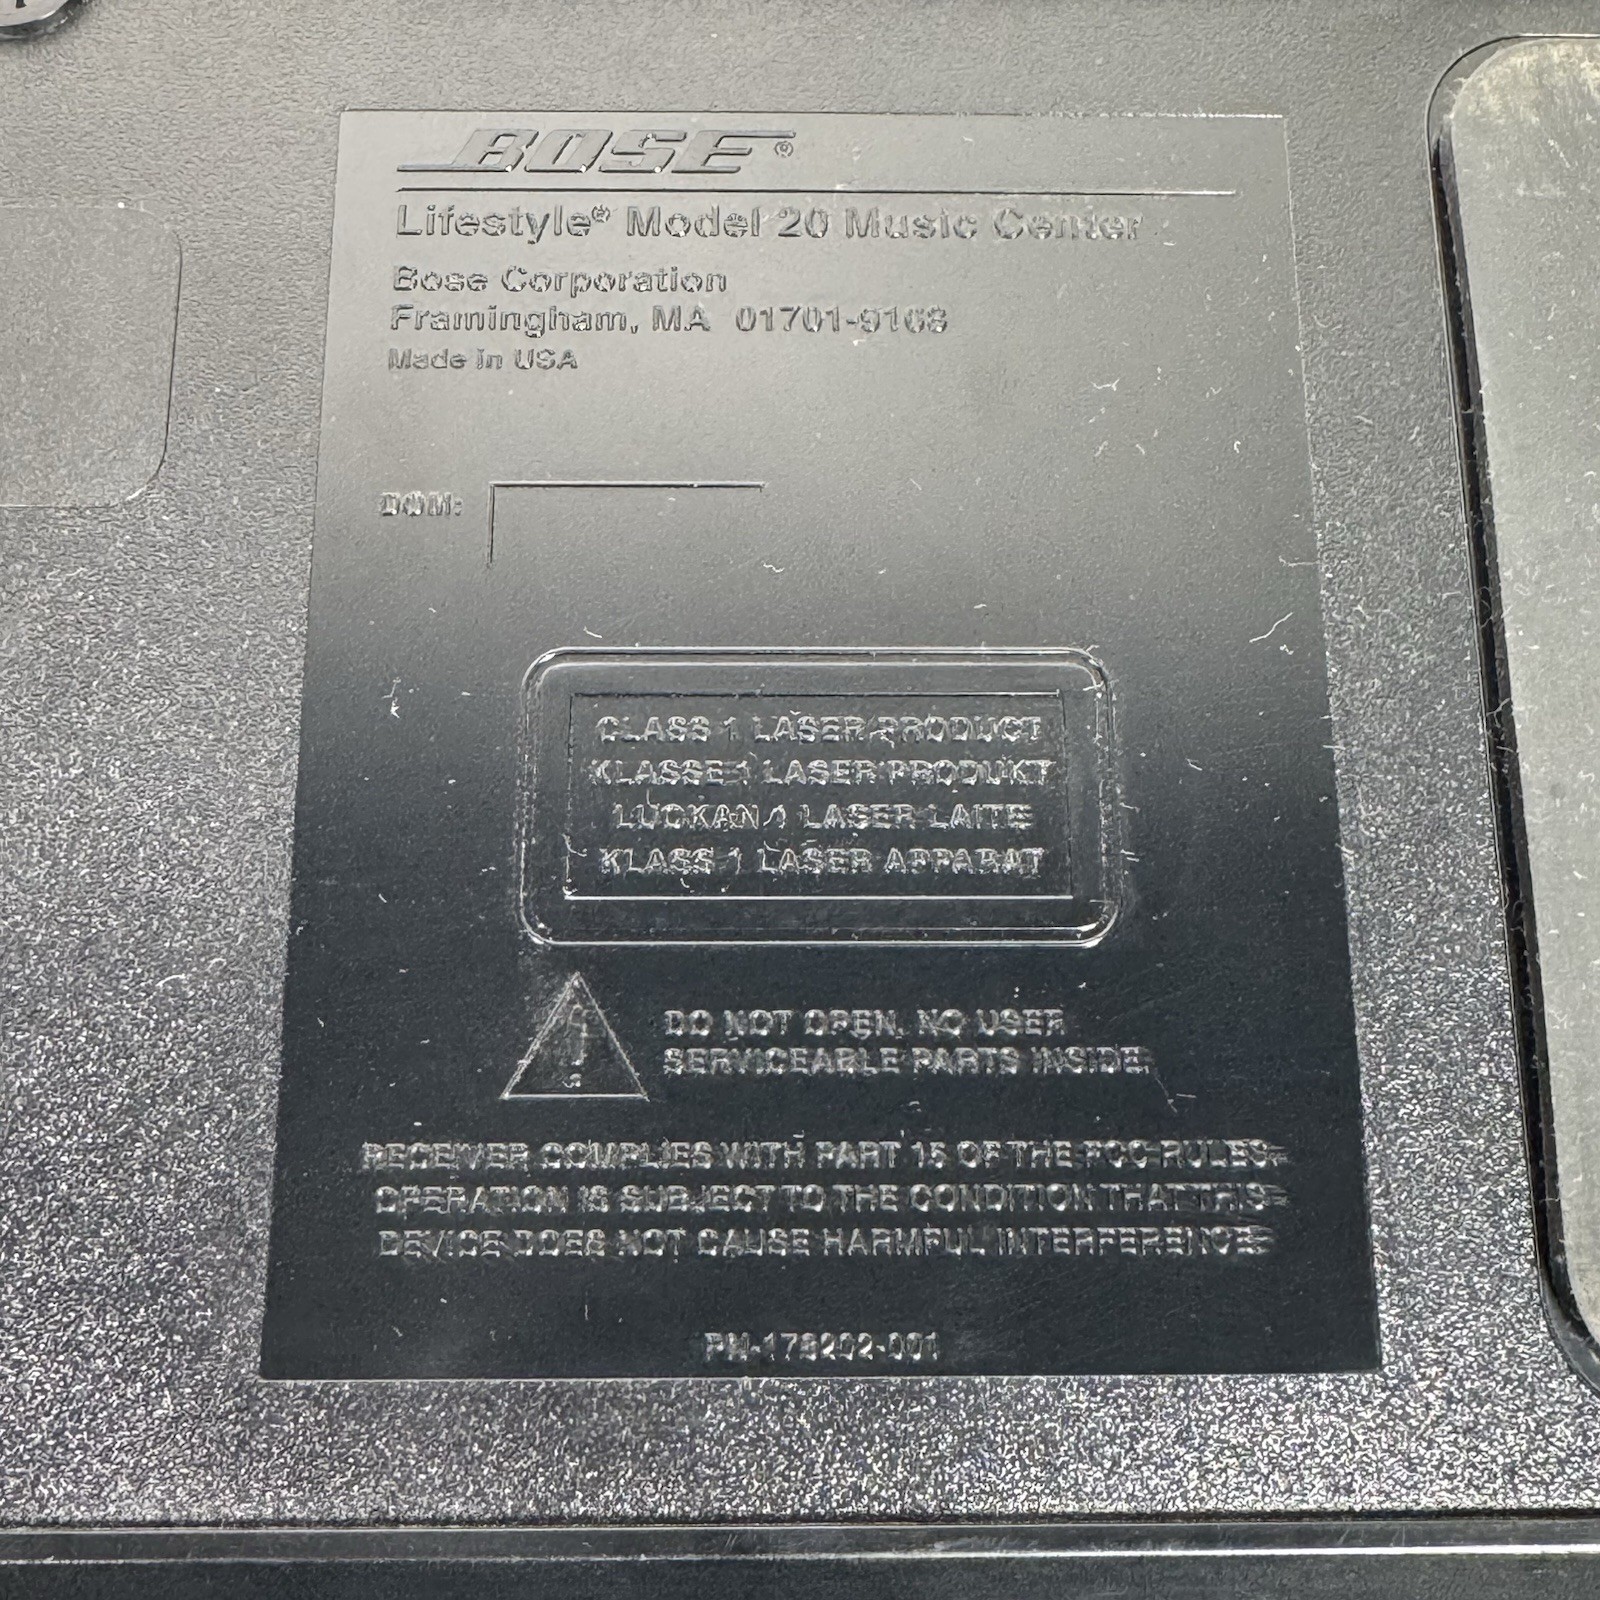 BOSE®
Lifestyle® Model 20 Music Center
Bose Corporation
Framingham, MA 01701-9168
Made in USA
DOM:
CLASS 1 LASER PRODUCT
KLASSE 1 LASER PRODUKT
LUOKAN 1 LASER LAITE
KLASS 1 LASER APPARAT
DO NOT OPEN. NO USER
SERVICEABLE PARTS INSIDE.
RECEIVER COMPLIES WITH PART 15 OF THE FCC RULES.
OPERATION IS SUBJECT TO THE CONDITION THAT THIS
DEVICE DOES NOT CAUSE HARMFUL INTERFERENCE
PN-178202-001